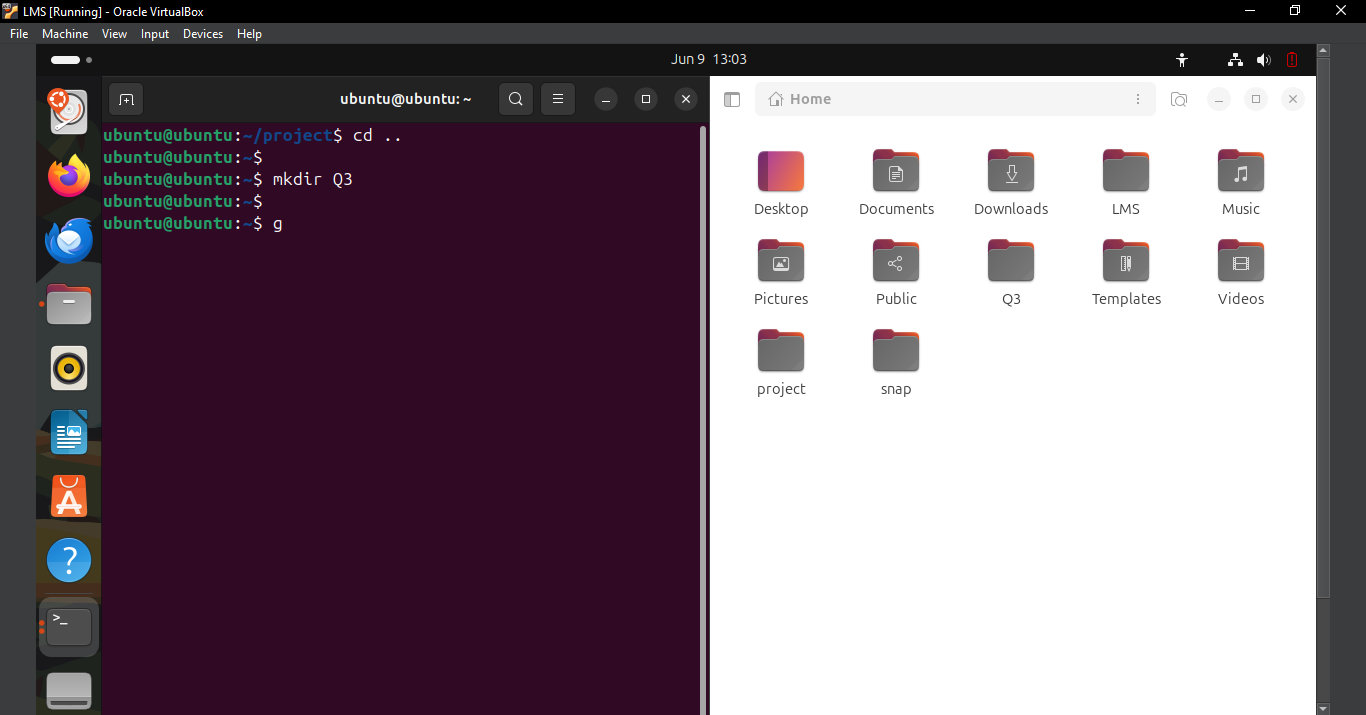 LMS [Running] - Oracle VirtualBox
File Machine View Input Devices Help
Jun 9 13:03
ubuntu@ubuntu: ~
ubuntu@ubuntu:~/project$ cd ..
ubuntu@ubuntu:~$
ubuntu@ubuntu:~$ mkdir Q3
ubuntu@ubuntu:~$
ubuntu@ubuntu:~$ g
Home
Desktop Documents Downloads LMS Music
Pictures Public Q3 Templates Videos
project snap